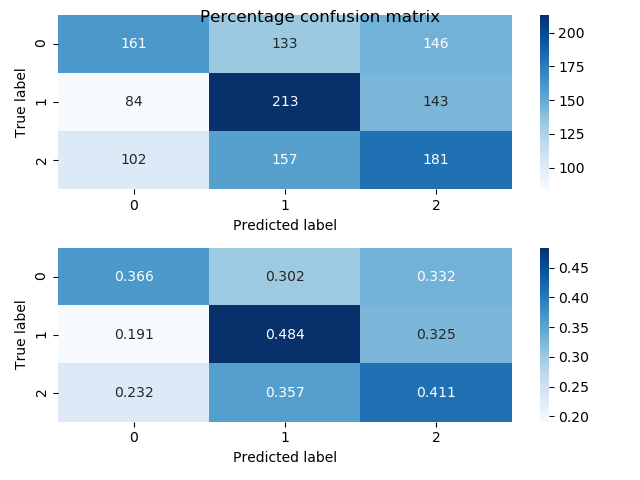 Percentage confusion matrix
True label
0 161 133 146
1 84 213 143
2 102 157 181
0 1 2
Predicted label
200
175
150
125
100
True label
0 0.366 0.302 0.332
1 0.191 0.484 0.325
2 0.232 0.357 0.411
0 1 2
Predicted label
0.45
0.40
0.35
0.30
0.25
0.20